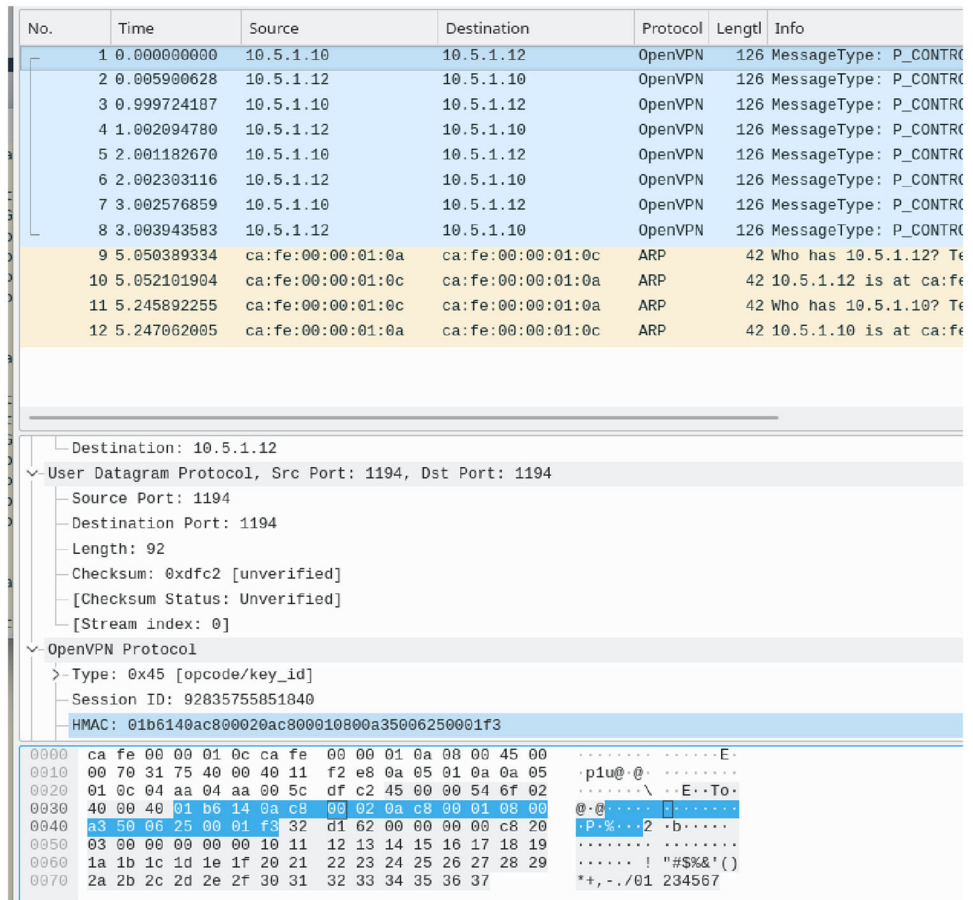 No. Time Source Destination Protocol Lengtl Info
1 0.000000000 10.5.1.10 10.5.1.12 OpenVPN 126 MessageType: P_CONTRO
2 0.005900628 10.5.1.12 10.5.1.10 OpenVPN 126 MessageType: P_CONTRO
3 0.999724187 10.5.1.10 10.5.1.12 OpenVPN 126 MessageType: P_CONTRO
4 1.002094780 10.5.1.12 10.5.1.10 OpenVPN 126 MessageType: P_CONTRO
5 2.001182670 10.5.1.10 10.5.1.12 OpenVPN 126 MessageType: P_CONTRO
6 2.002303116 10.5.1.12 10.5.1.10 OpenVPN 126 MessageType: P_CONTRO
7 3.002576859 10.5.1.10 10.5.1.12 OpenVPN 126 MessageType: P_CONTRO
8 3.003943583 10.5.1.12 10.5.1.10 OpenVPN 126 MessageType: P_CONTRO
9 5.050389334 ca:fe:00:00:01:0a ca:fe:00:00:01:0c ARP 42 Who has 10.5.1.12? Te
10 5.052101904 ca:fe:00:00:01:0c ca:fe:00:00:01:0a ARP 42 10.5.1.12 is at ca:fe
11 5.245892255 ca:fe:00:00:01:0c ca:fe:00:00:01:0a ARP 42 Who has 10.5.1.10? Te
12 5.247062005 ca:fe:00:00:01:0a ca:fe:00:00:01:0c ARP 42 10.5.1.10 is at ca:fe
Destination: 10.5.1.12
User Datagram Protocol, Src Port: 1194, Dst Port: 1194
Source Port: 1194
Destination Port: 1194
Length: 92
Checksum: 0xdfc2 [unverified]
[Checksum Status: Unverified]
[Stream index: 0]
OpenVPN Protocol
Type: 0x45 [opcode/key_id]
Session ID: 92835755851840
HMAC: 01b6140ac800020ac800010800a35006250001f3
0000 ca fe 00 00 01 0c ca fe 00 00 01 0a 08 00 45 00 ········ ······E·
0010 00 70 31 75 40 00 40 11 f2 e8 0a 05 01 0a 0a 05 ·p1u@·@· ········
0020 01 0c 04 aa 04 aa 00 5c df c2 45 00 00 54 6f 02 ·······\ ··E··To·
0030 40 00 40 01 b6 14 0a c8 00 02 0a c8 00 01 08 00 @·@····· ········
0040 a3 50 06 25 00 01 f3 32 d1 62 00 00 00 00 c8 20 ·P·%···2 ·b·····
0050 03 00 00 00 00 00 10 11 12 13 14 15 16 17 18 19 ········ ········
0060 1a 1b 1c 1d 1e 1f 20 21 22 23 24 25 26 27 28 29 ······ ! "#$%&'()
0070 2a 2b 2c 2d 2e 2f 30 31 32 33 34 35 36 37 *+,-./01 234567